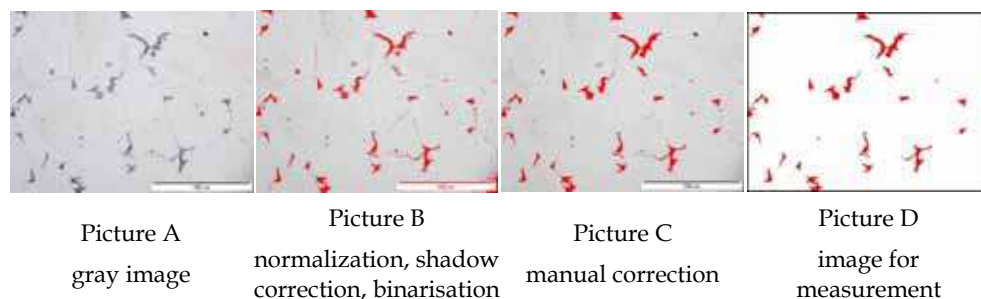 Picture A
gray image
Picture B
normalization, shadow
correction, binarisation
Picture C
manual correction
Picture D
image for
measurement